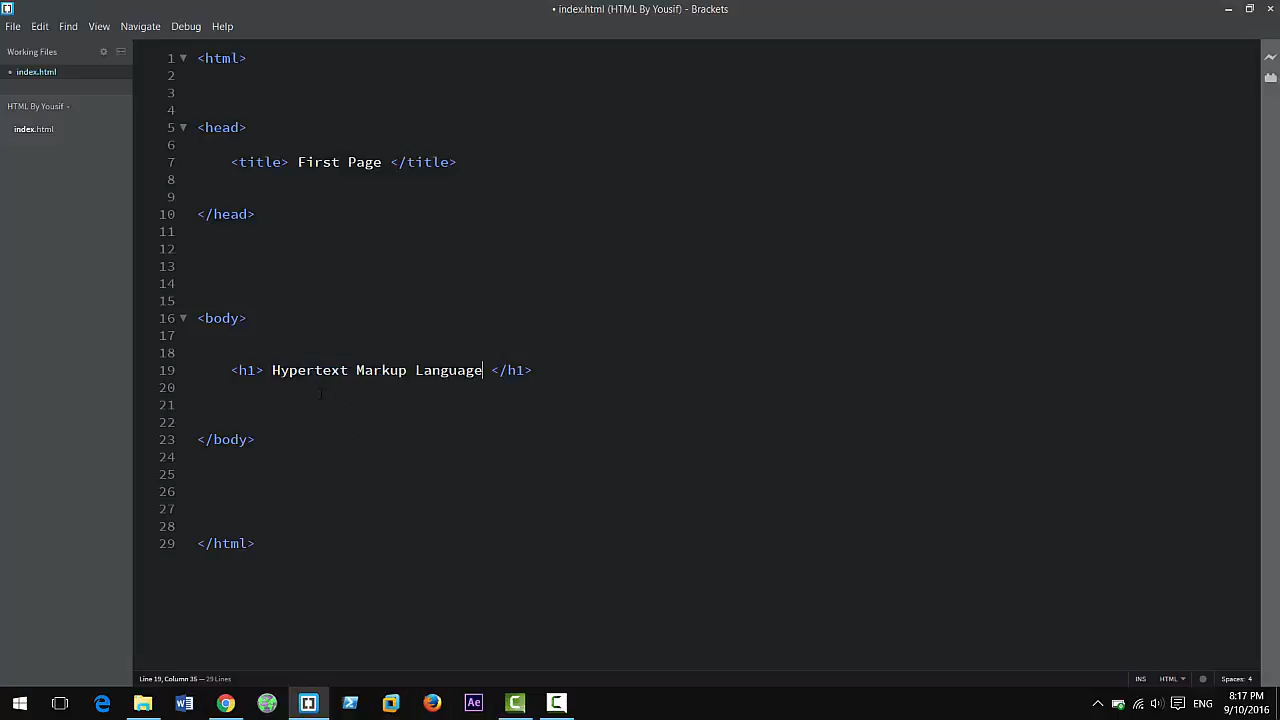 • index.html (HTML By Yousif) - Brackets
File Edit Find View Navigate Debug Help
Working Files
• index.html
HTML By Yousif
index.html
1 <html>
2
3
4
5 <head>
6
7 <title> First Page </title>
8
9
10 </head>
11
12
13
14
15
16 <body>
17
18
19 <h1> Hypertext Markup Language </h1>
20
21
22
23 </body>
24
25
26
27
28
29 </html>
Line 19, Column 35 — 29 Lines
INS HTML Spaces: 4
Ae
ENG
8:17 PM
9/10/2016